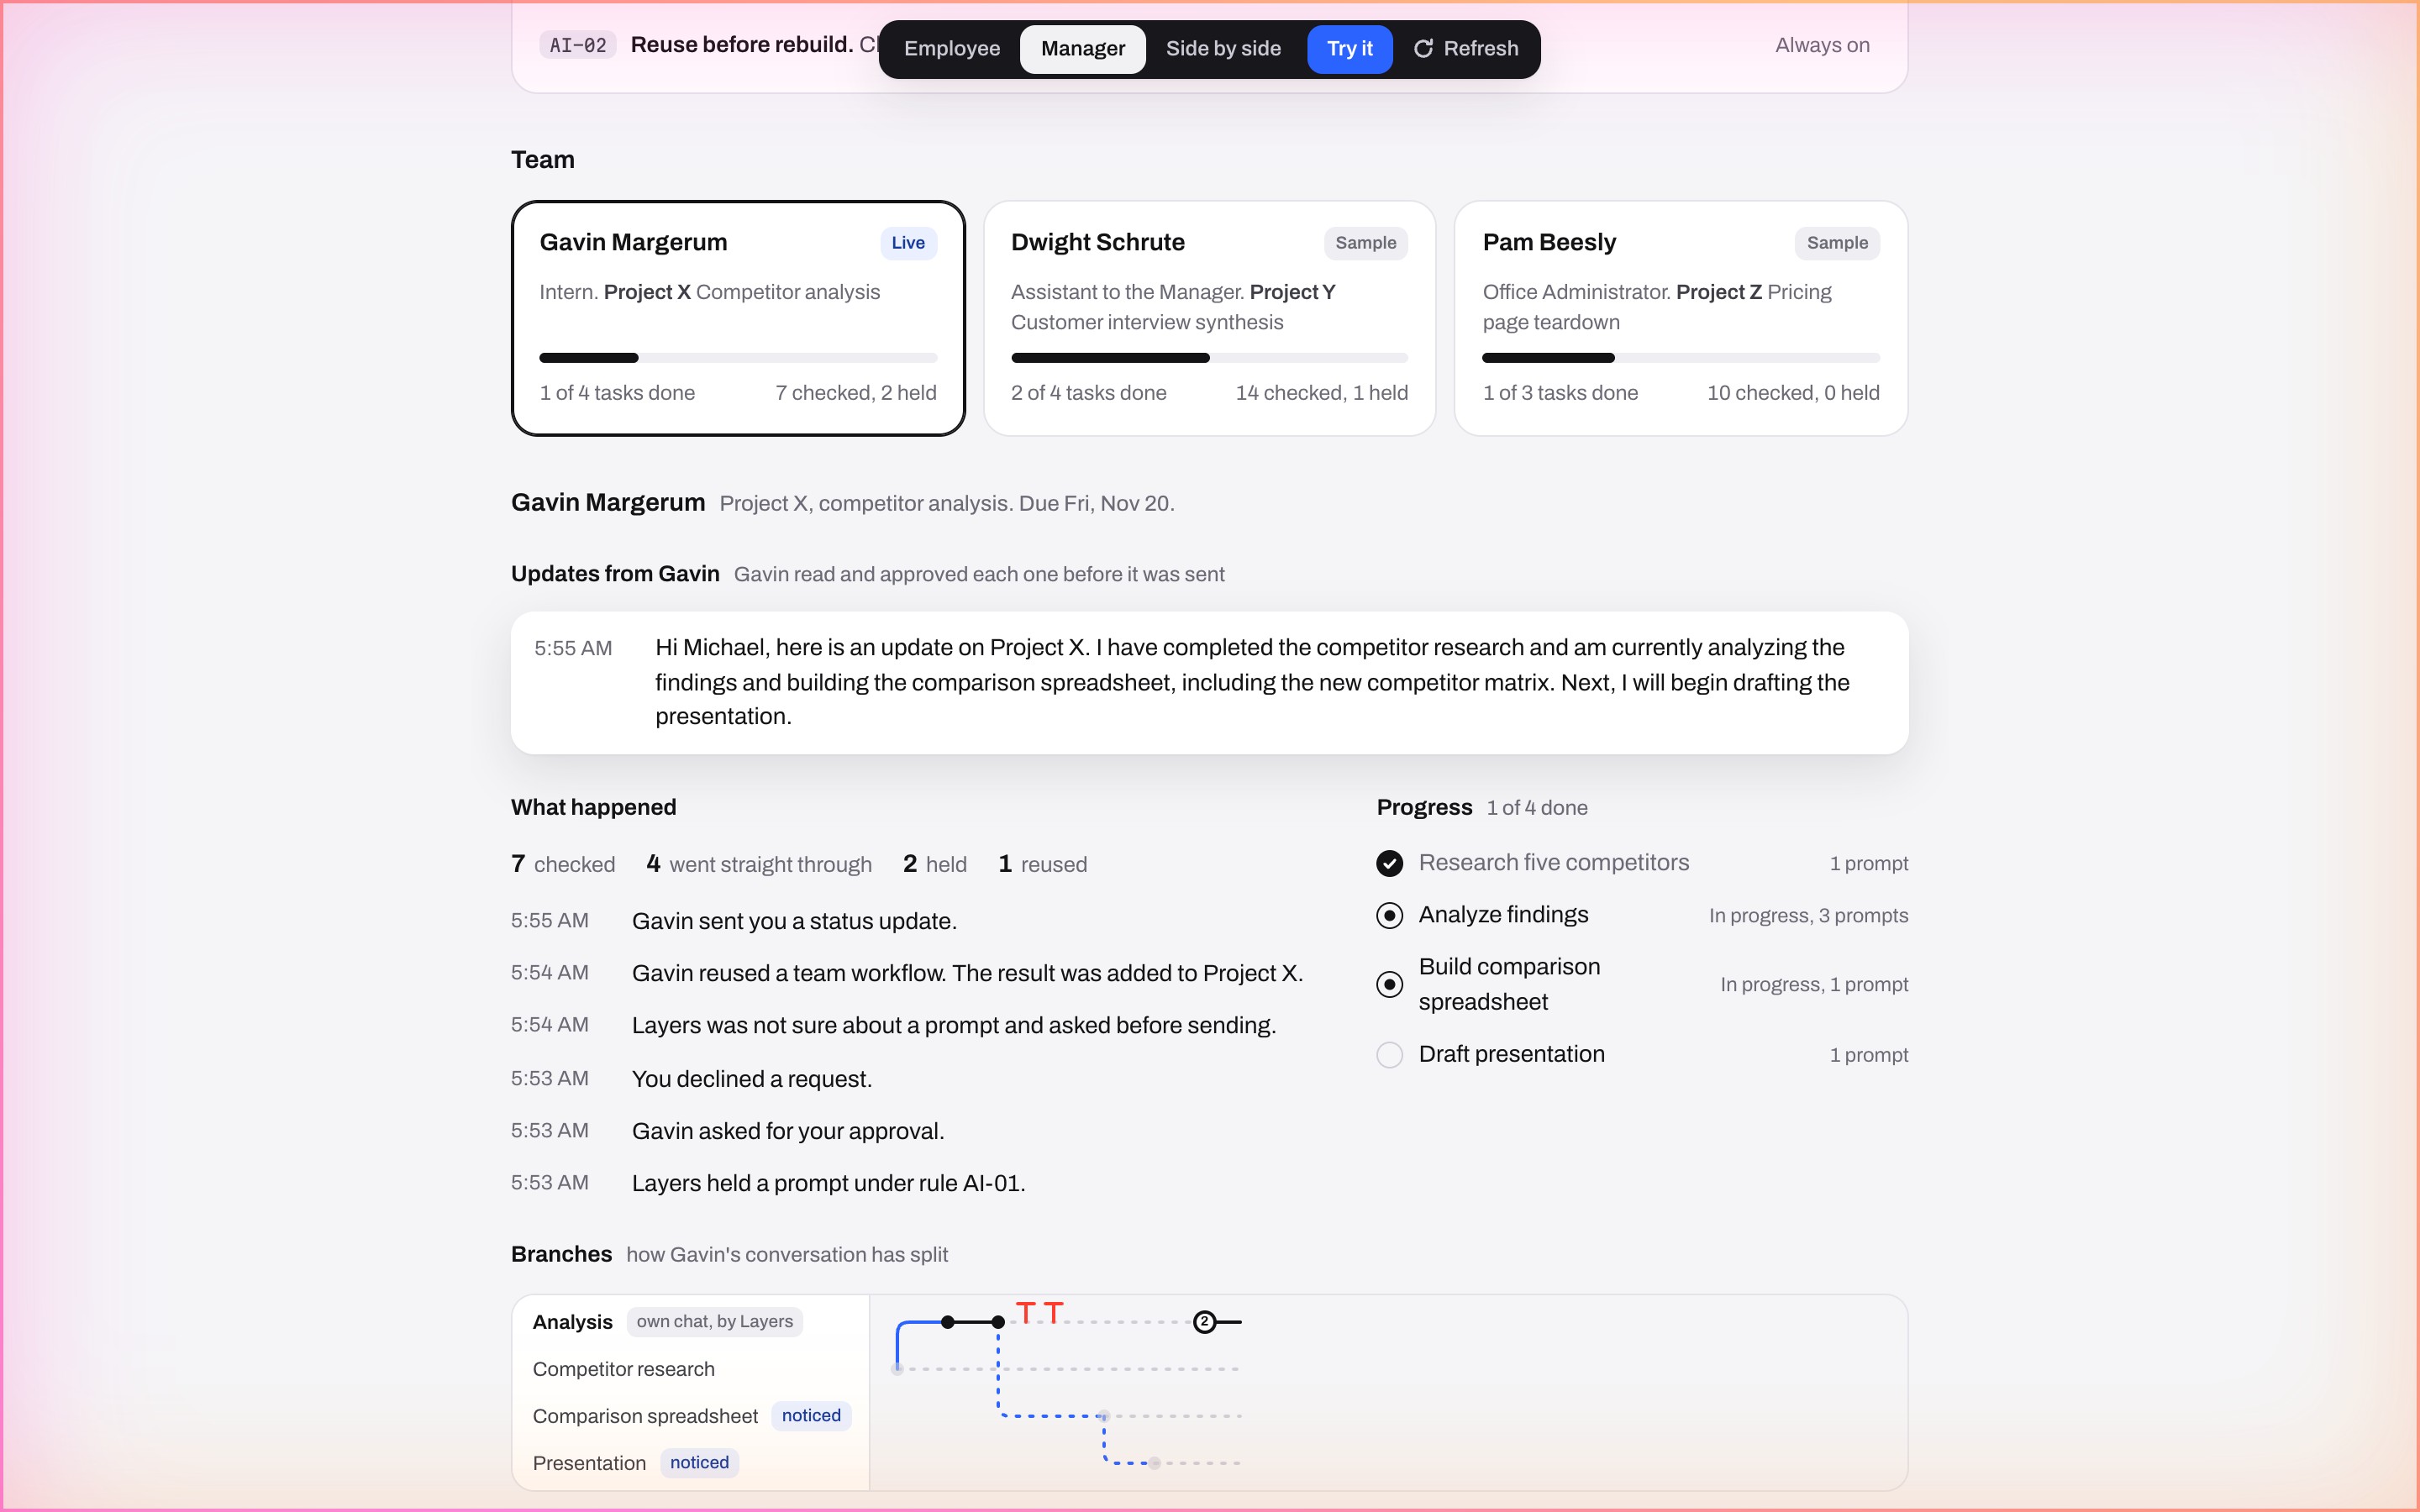 AI-02 Reuse before rebuild.
Employee Manager Side by side Try it Refresh
Always on
Team
Gavin Margerum Live
Intern. Project X Competitor analysis
1 of 4 tasks done 7 checked, 2 held
Dwight Schrute Sample
Assistant to the Manager. Project Y
Customer interview synthesis
2 of 4 tasks done 14 checked, 1 held
Pam Beesly Sample
Office Administrator. Project Z Pricing
page teardown
1 of 3 tasks done 10 checked, 0 held
Gavin Margerum Project X, competitor analysis. Due Fri, Nov 20.
Updates from Gavin Gavin read and approved each one before it was sent
5:55 AM Hi Michael, here is an update on Project X. I have completed the competitor research and am currently analyzing the
findings and building the comparison spreadsheet, including the new competitor matrix. Next, I will begin drafting the
presentation.
What happened
7 checked 4 went straight through 2 held 1 reused
5:55 AM Gavin sent you a status update.
5:54 AM Gavin reused a team workflow. The result was added to Project X.
5:54 AM Layers was not sure about a prompt and asked before sending.
5:53 AM You declined a request.
5:53 AM Gavin asked for your approval.
5:53 AM Layers held a prompt under rule AI-01.
Progress 1 of 4 done
Research five competitors 1 prompt
Analyze findings In progress, 3 prompts
Build comparison
spreadsheet In progress, 1 prompt
Draft presentation 1 prompt
Branches how Gavin's conversation has split
Analysis own chat, by Layers
2
Competitor research
Comparison spreadsheet noticed
Presentation noticed